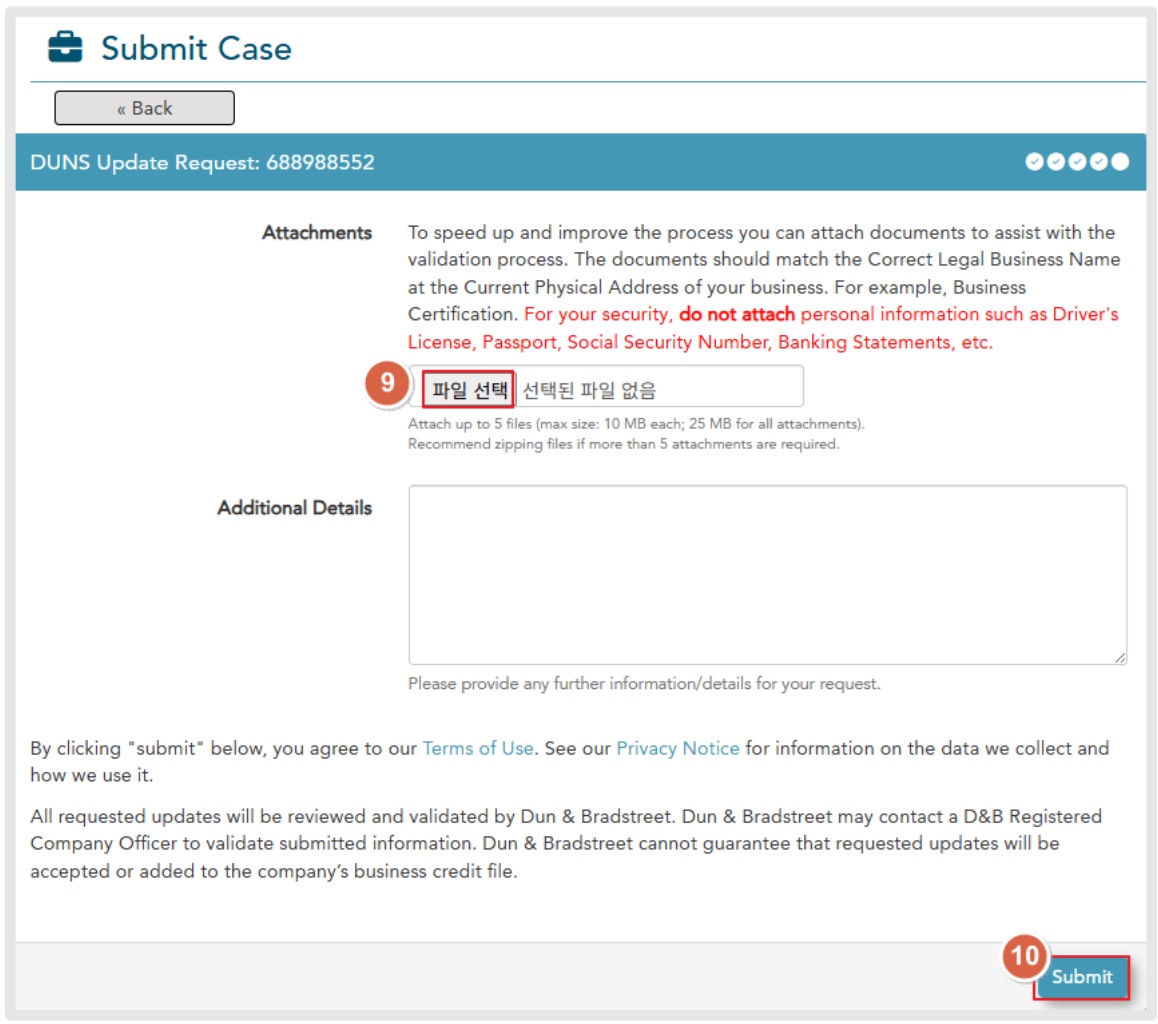 Submit Case
« Back
DUNS Update Request: 688988552
Attachments
To speed up and improve the process you can attach documents to assist with the
validation process. The documents should match the Correct Legal Business Name
at the Current Physical Address of your business. For example, Business
Certification. For your security, do not attach personal information such as Driver's
License, Passport, Social Security Number, Banking Statements, etc.
9
파일 선택 선택된 파일 없음
Attach up to 5 files (max size: 10 MB each; 25 MB for all attachments).
Recommend zipping files if more than 5 attachments are required.
Additional Details
Please provide any further information/details for your request.
By clicking "submit" below, you agree to our Terms of Use. See our Privacy Notice for information on the data we collect and
how we use it.
All requested updates will be reviewed and validated by Dun & Bradstreet. Dun & Bradstreet may contact a D&B Registered
Company Officer to validate submitted information. Dun & Bradstreet cannot guarantee that requested updates will be
accepted or added to the company's business credit file.
10
Submit